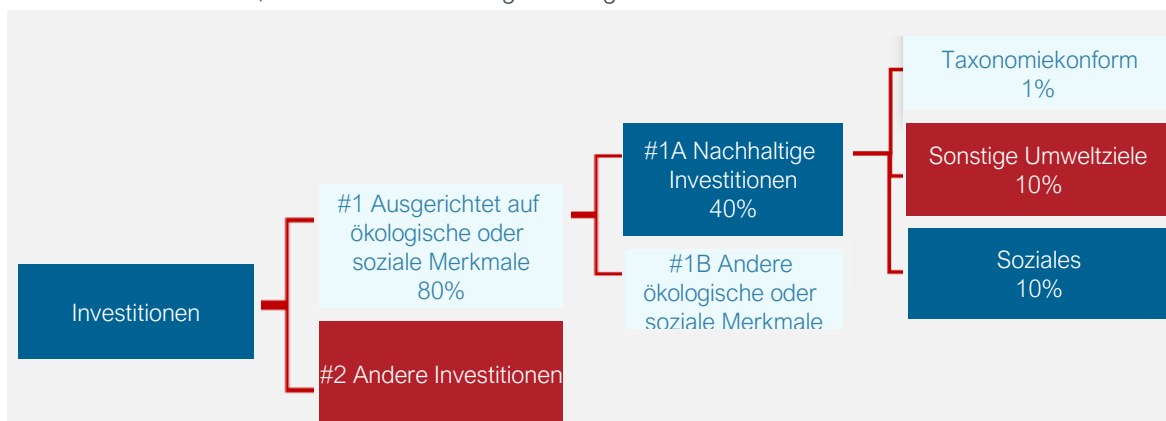 Investitionen
#1 Ausgerichtet auf
ökologische oder
soziale Merkmale
80%
#2 Andere Investitionen
#1A Nachhaltige
Investitionen
40%
#1B Andere
ökologische oder
soziale Merkmale
Taxonomiekonform
1%
Sonstige Umweltziele
10%
Soziales
10%